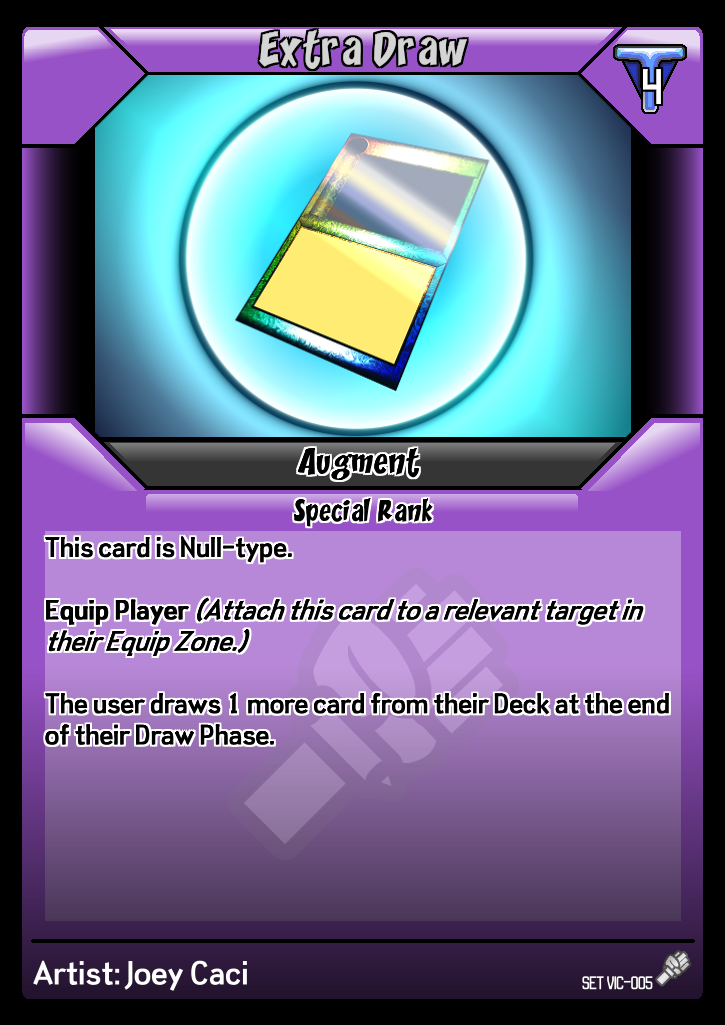 Extra Draw
4
Augment
Special Rank
This card is Null-type.
Equip Player (Attach this card to a relevant target in
their Equip Zone.)
The user draws 1 more card from their Deck at the end
of their Draw Phase.
Artist: Joey Caci
SET VIC-005